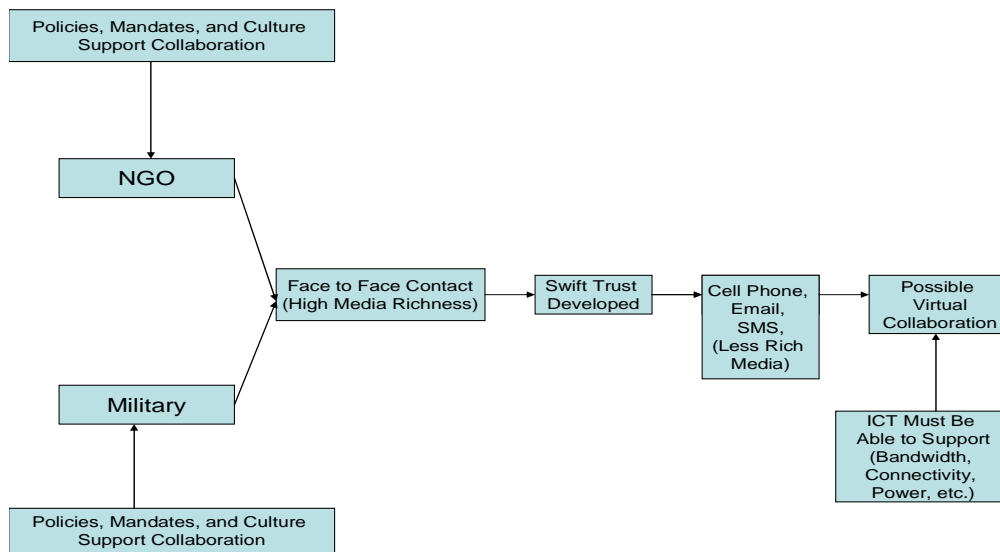 Policies, Mandates, and Culture
Support Collaboration
NGO
Face to Face Contact
(High Media Richness)
Swift Trust
Developed
Cell Phone,
Email,
SMS,
(Less Rich
Media)
Possible
Virtual
Collaboration
Military
ICT Must Be
Able to Support
(Bandwidth,
Connectivity,
Power, etc.)
Policies, Mandates, and Culture
Support Collaboration